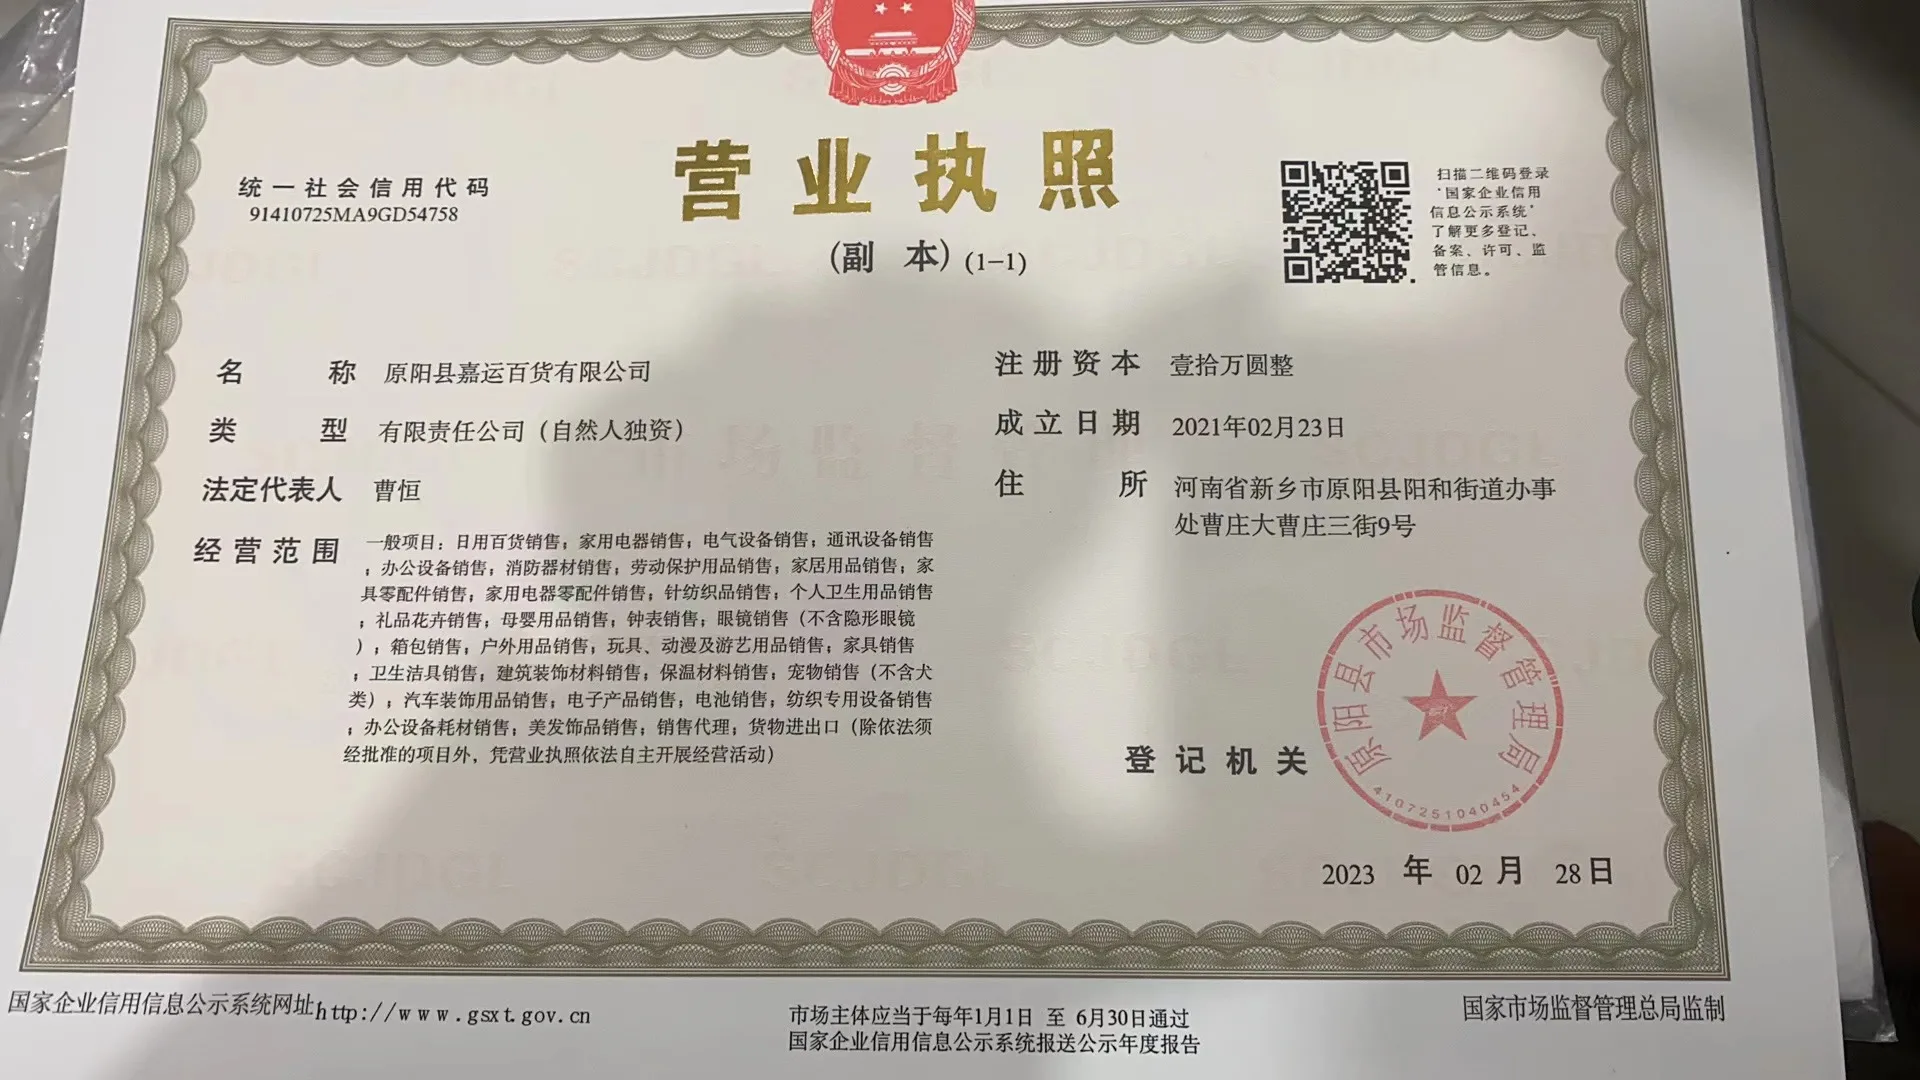 营业执照
(副 本) (1-1)
统一社会信用代码
91410725MA9GD54758
扫描二维码登录
'国家企业信用
信息公示系统'
了解更多登记、
备案、许可、监
管信息。
名 称 原阳县嘉运百货有限公司
类 型 有限责任公司（自然人独资）
法定代表人 曹恒
经营范围 一般项目：日用百货销售；家用电器销售；电气设备销售；通讯设备销售
；办公设备销售；消防器材销售；劳动保护用品销售；家居用品销售；家
具零配件销售；家用电器零配件销售；针纺织品销售；个人卫生用品销售
；礼品花卉销售；母婴用品销售；钟表销售；眼镜销售（不含隐形眼镜
）；箱包销售；户外用品销售；玩具、动漫及游艺用品销售；家具销售
；卫生洁具销售；建筑装饰材料销售；保温材料销售；宠物销售（不含犬
类）；汽车装饰用品销售；电子产品销售；电池销售；纺织专用设备销售
；办公设备耗材销售；美发饰品销售；销售代理；货物进出口（除依法须
经批准的项目外，凭营业执照依法自主开展经营活动）
注册资本 壹拾万圆整
成立日期 2021年02月23日
住 所 河南省新乡市原阳县阳和街道办事
处曹庄大曹庄三街9号
登记机关
原阳县市场监督管理局
4107251040454
2023 年 02 月 28日
国家企业信用信息公示系统网址http://www.gsxt.gov.cn
市场主体应当于每年1月1日 至 6月30日通过
国家企业信用信息公示系统报送公示年度报告
国家市场监督管理总局监制